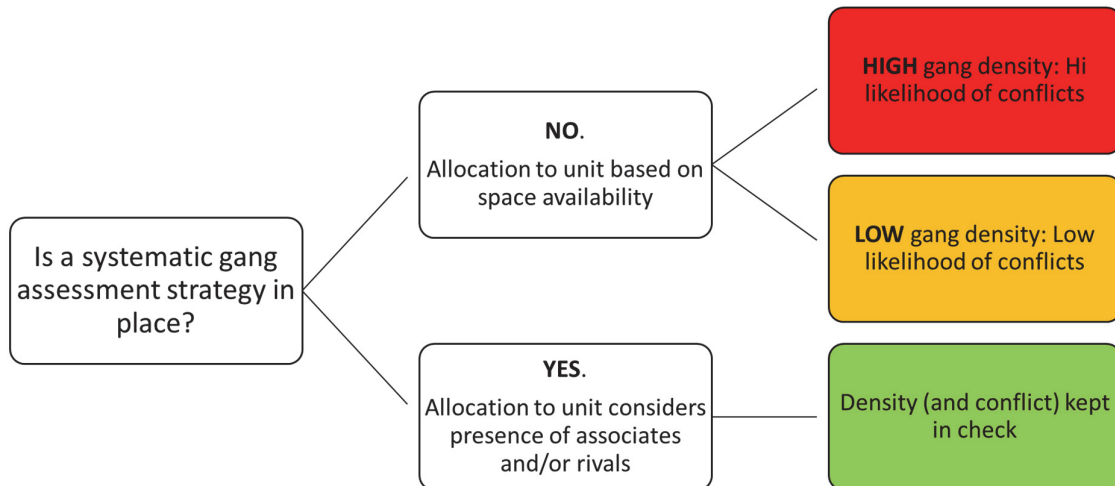 Is a systematic gang
assessment strategy in
place?
NO.
Allocation to unit based on
space availability
YES.
Allocation to unit considers
presence of associates
and/or rivals
HIGH gang density: Hi
likelihood of conflicts
LOW gang density: Low
likelihood of conflicts
Density (and conflict) kept
in check